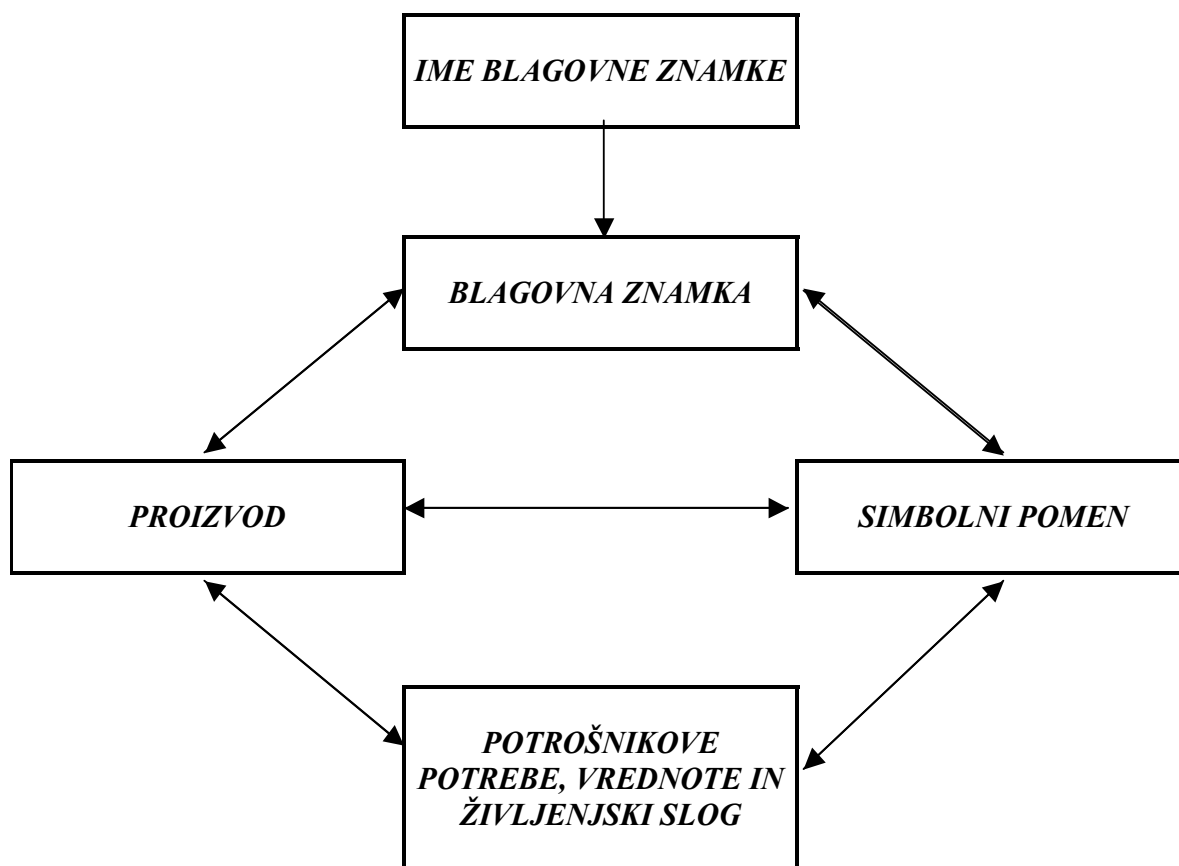 IME BLAGOVNE ZNAMKE
BLAGOVNA ZNAMKA
PROIZVOD
SIMBOLNI POMEN
POTROŠNIKOVE
POTREBE, VREDNOTE IN
ŽIVLJENJSKI SLOG